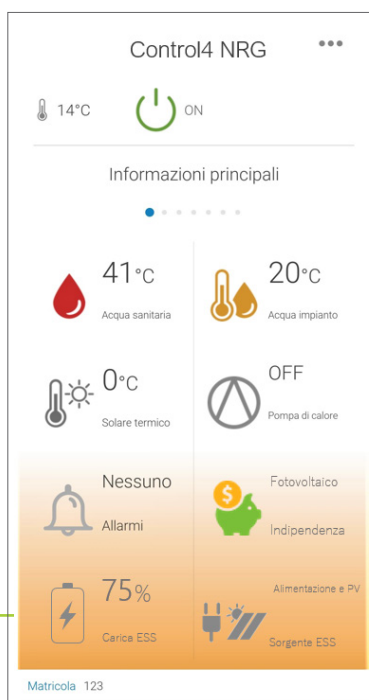 Control4 NRG
14°C
ON
Informazioni principali
41°C
Acqua sanitaria
20°C
Acqua impianto
0°C
Solare termico
OFF
Pompa di calore
Nessuno
Allarmi
$
Fotovoltaico
Indipendenza
75%
Carica ESS
Alimentazione e PV
Sorgente ESS
Matricola 123